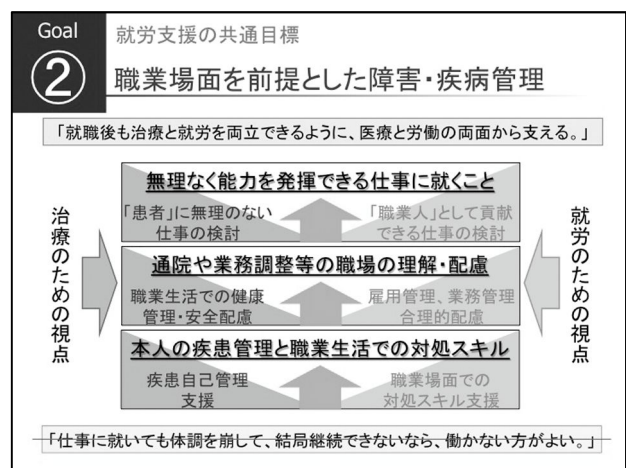 Goal
②
就労支援の共通目標
職業場面を前提とした障害・疾病管理
「就職後も治療と就労を両立できるように、医療と労働の両面から支える。」
治療のための視点
無理なく能力を発揮できる仕事に就くこと
「患者」に無理のない
仕事の検討
「職業人」として貢献
できる仕事の検討
通院や業務調整等の職場の理解・配慮
職業生活での健康
管理・安全配慮
雇用管理、業務管理
合理的配慮
本人の疾患管理と職業生活での対処スキル
疾患自己管理
支援
職業場面での
対処スキル支援
就労のための視点
「仕事に就いても体調を崩して、結局継続できないなら、働かない方がよい。」